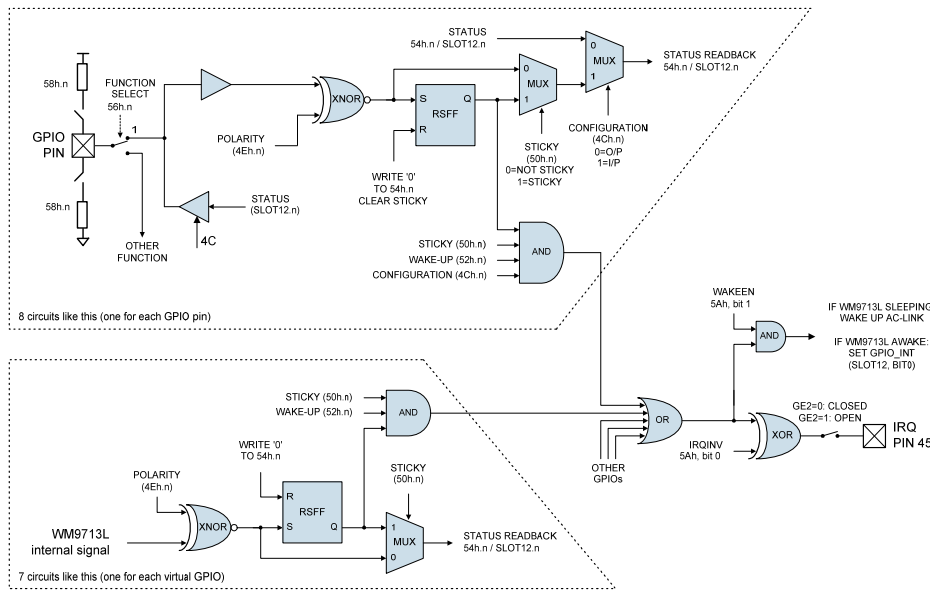 STATUS
54h.n / SLOT12.n
0
MUX
1
STATUS READBACK
54h.n / SLOT12.n
58h.n
FUNCTION
SELECT
56h.n
1
GPIO
PIN
58h.n
OTHER
FUNCTION
STATUS
(SLOT12.n)
4C
POLARITY
(4Eh.n)
XNOR
S
Q
RSFF
R
WRITE '0'
TO 54h.n
CLEAR STICKY
0
MUX
1
STICKY
(50h.n)
0=NOT STICKY
1=STICKY
CONFIGURATION
(4Ch.n)
0=O/P
1=I/P
STICKY (50h.n)
WAKE-UP (52h.n)
CONFIGURATION (4Ch.n)
AND
8 circuits like this (one for each GPIO pin)
WAKEEN
5Ah, bit 1
AND
IF WM9713L SLEEPING
WAKE UP AC-LINK
IF WM9713L AWAKE:
SET GPIO_INT
(SLOT12, BIT0)
OR
OTHER
GPIOs
IRQINV
5Ah, bit 0
XOR
GE2=0: CLOSED
GE2=1: OPEN
IRQ
PIN 45
STICKY (50h.n)
WAKE-UP (52h.n)
AND
WRITE '0'
TO 54h.n
POLARITY
(4Eh.n)
WM9713L
internal signal
XNOR
R
RSFF
S
Q
STICKY
(50h.n)
1
MUX
0
STATUS READBACK
54h.n / SLOT12.n
7 circuits like this (one for each virtual GPIO)